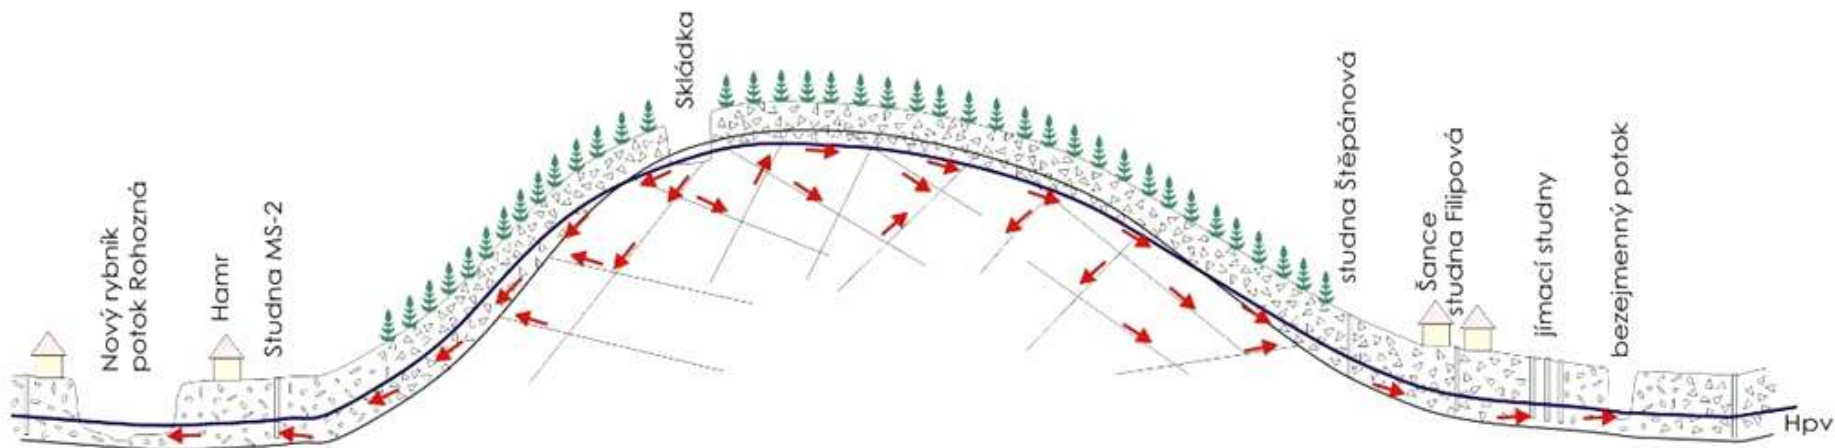 Nový rybník
potok Rohozná
Hamr
Studna MS-2
Skládka
studna Štěpánová
Šance
studna Filipová
jímací studny
bezejmenný potok
Hpv